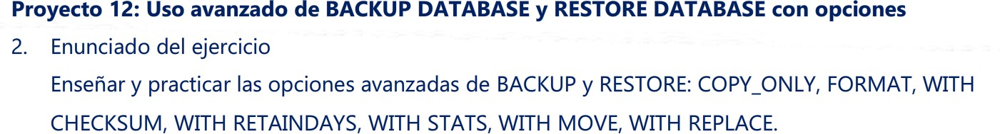 Proyecto 12: Uso avanzado de BACKUP DATABASE y RESTORE DATABASE con opciones
2. Enunciado del ejercicio
Enseñar y practicar las opciones avanzadas de BACKUP y RESTORE: COPY_ONLY, FORMAT, WITH
CHECKSUM, WITH RETAINDAYS, WITH STATS, WITH MOVE, WITH REPLACE.